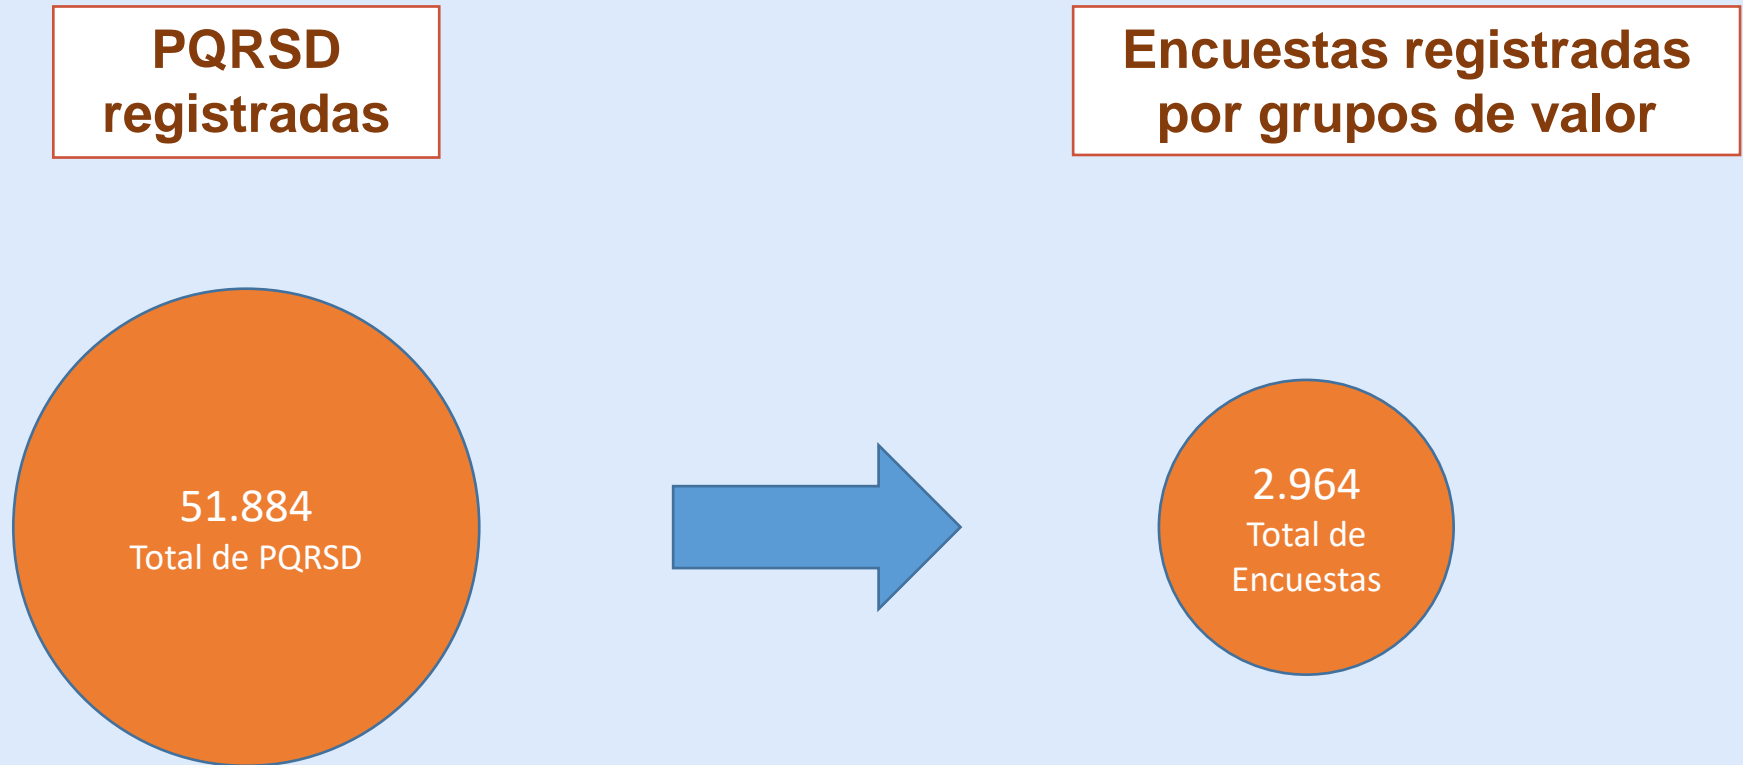 PQRSD
registradas
Encuestas registradas
por grupos de valor
51.884
Total de PQRSD
2.964
Total de
Encuestas